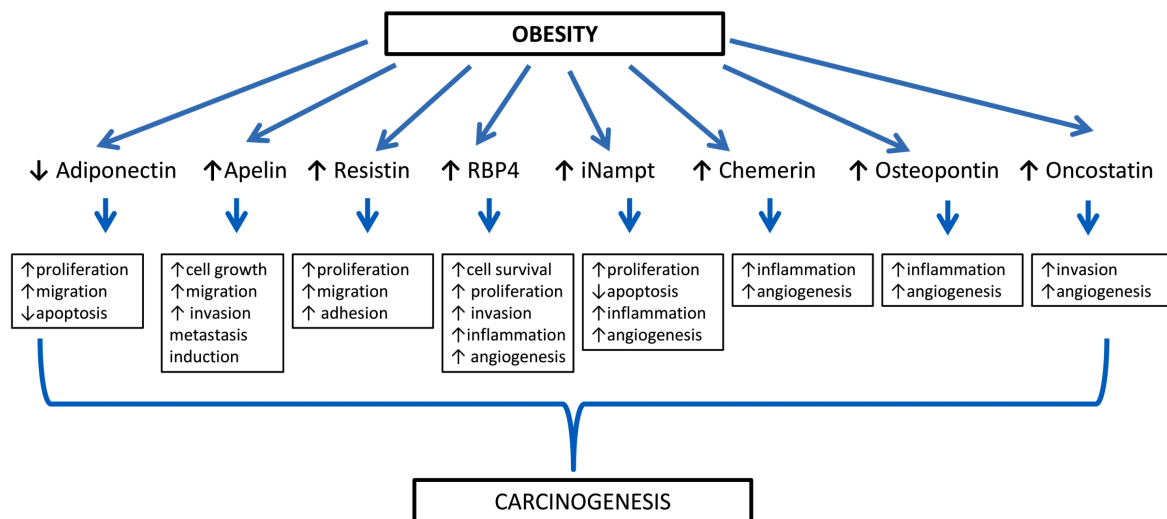 OBESITY
↓ Adiponectin
↑Apelin
↑ Resistin
↑ RBP4
↑ iNampt
↑ Chemerin
↑ Osteopontin
↑ Oncostatin
↑proliferation
↑migration
↓apoptosis
↑cell growth
↑migration
↑ invasion
metastasis
induction
↑proliferation
↑migration
↑ adhesion
↑cell survival
↑ proliferation
↑ invasion
↑inflammation
↑ angiogenesis
↑proliferation
↓apoptosis
↑inflammation
↑angiogenesis
↑inflammation
↑angiogenesis
↑inflammation
↑angiogenesis
↑invasion
↑angiogenesis
CARCINOGENESIS